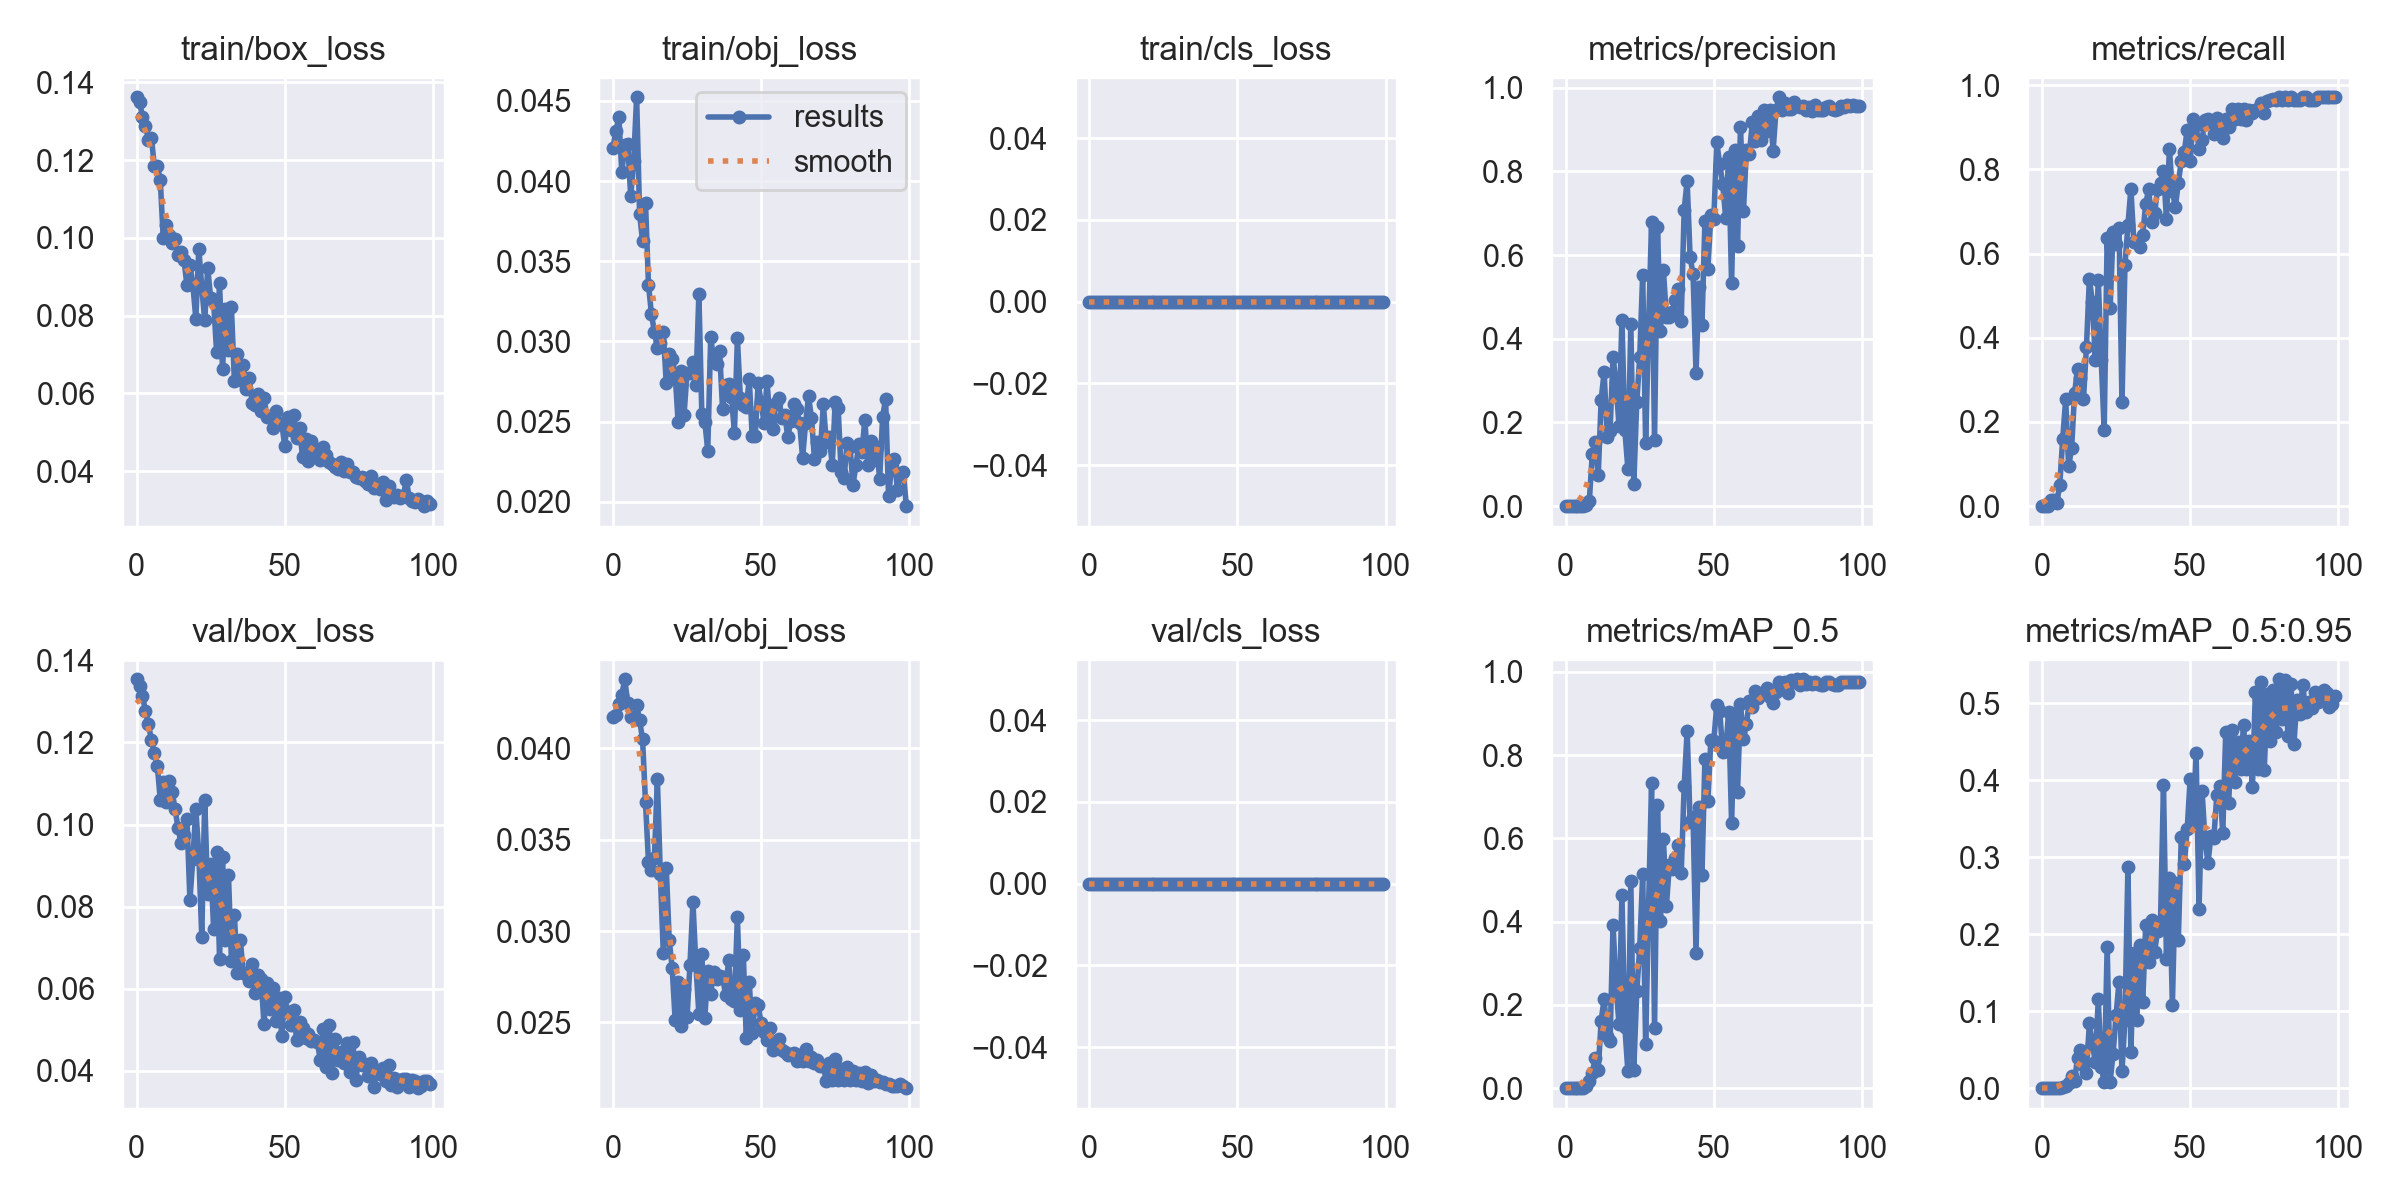 train/box_loss
0.14
0.12
0.10
0.08
0.06
0.04
0 50 100
train/obj_loss
results
smooth
0.045
0.040
0.035
0.030
0.025
0.020
0 50 100
train/cls_loss
0.04
0.02
0.00
−0.02
−0.04
0 50 100
metrics/precision
1.0
0.8
0.6
0.4
0.2
0.0
0 50 100
metrics/recall
1.0
0.8
0.6
0.4
0.2
0.0
0 50 100
val/box_loss
0.14
0.12
0.10
0.08
0.06
0.04
0 50 100
val/obj_loss
0.040
0.035
0.030
0.025
0 50 100
val/cls_loss
0.04
0.02
0.00
−0.02
−0.04
0 50 100
metrics/mAP_0.5
1.0
0.8
0.6
0.4
0.2
0.0
0 50 100
metrics/mAP_0.5:0.95
0.5
0.4
0.3
0.2
0.1
0.0
0 50 100